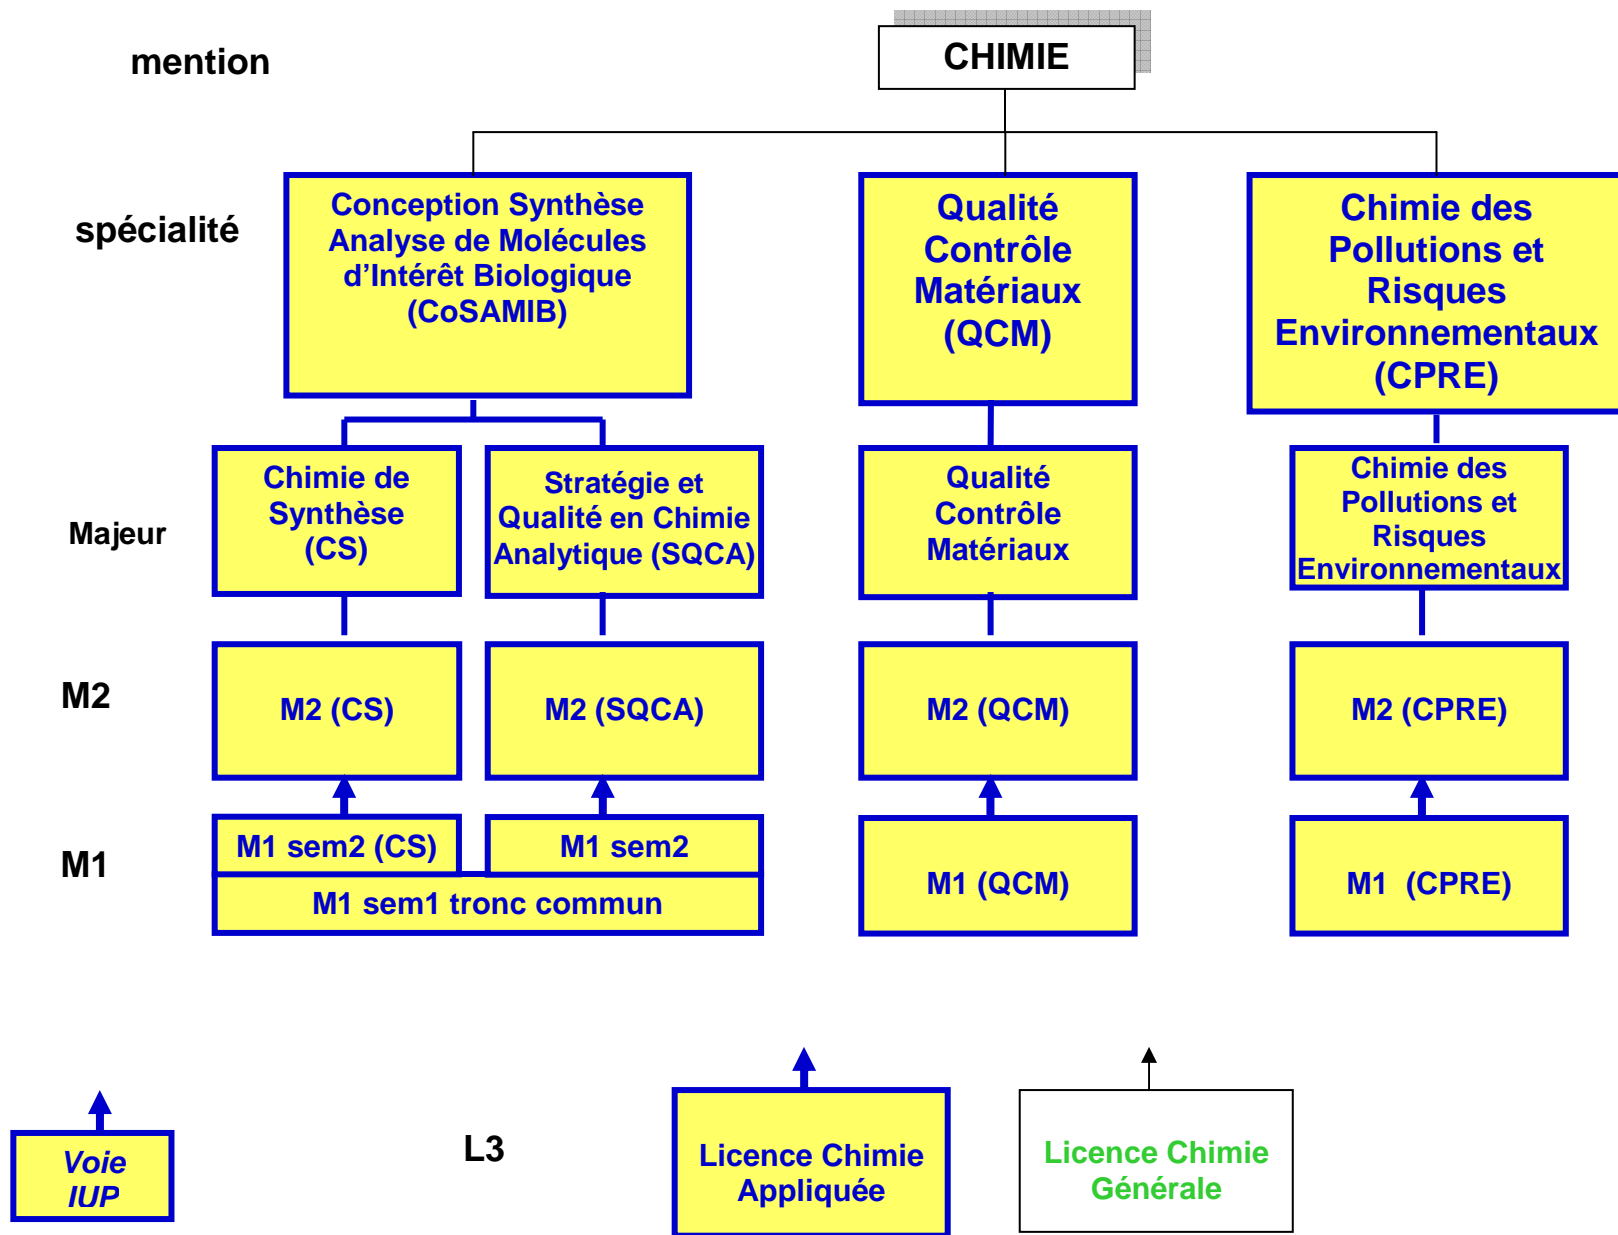 mention
CHIMIE
spécialité
Conception Synthèse
Analyse de Molécules
d'Intérêt Biologique
(CoSAMIB)
Qualité
Contrôle
Matériaux
(QCM)
Chimie des
Pollutions et
Risques
Environnementaux
(CPRE)
Majeur
Chimie de
Synthèse
(CS)
Stratégie et
Qualité en Chimie
Analytique (SQCA)
Qualité
Contrôle
Matériaux
Chimie des
Pollutions et
Risques
Environnementaux
M2
M2 (CS)
M2 (SQCA)
M2 (QCM)
M2 (CPRE)
M1
M1 sem2 (CS)
M1 sem2
M1 sem1 tronc commun
M1 (QCM)
M1 (CPRE)
Voie
IUP
L3
Licence Chimie
Appliquée
Licence Chimie
Générale